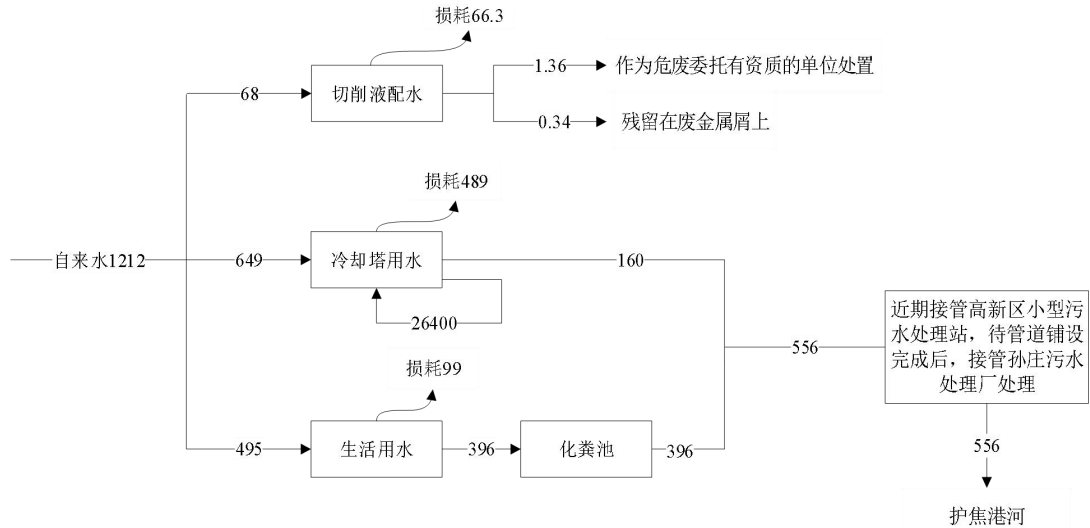 损耗66.3
68
切削液配水
1.36
作为危废委托有资质的单位处置
0.34
残留在废金属屑上
损耗489
自来水1212
649
冷却塔用水
160
26400
近期接管高新区小型污
水处理站，待管道铺设
完成后，接管孙庄污水
处理厂处理
556
损耗99
495
生活用水
396
化粪池
396
556
护焦港河